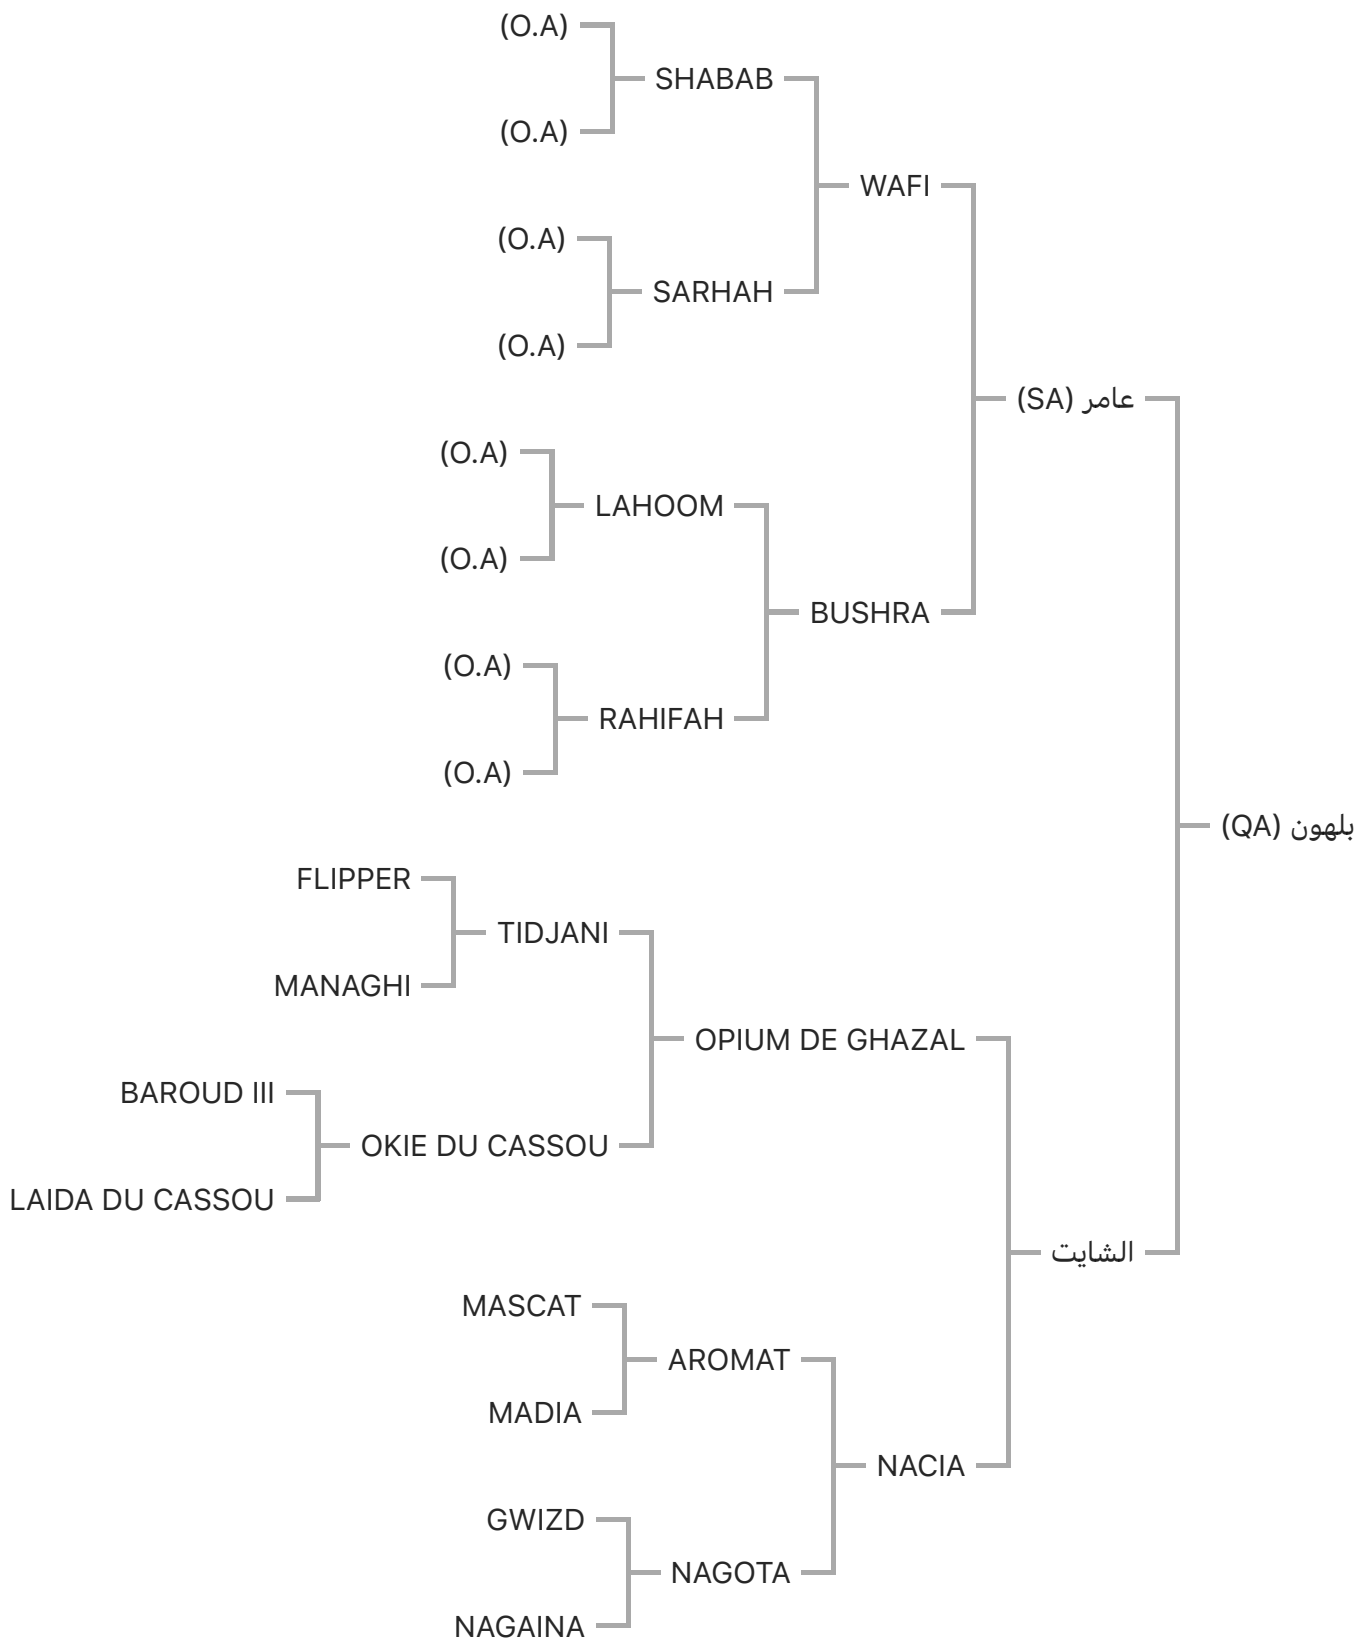 (O.A)
SHABAB
(O.A)
WAFI
(O.A)
SARHAH
(O.A)
عامر (SA)
(O.A)
LAHOOM
(O.A)
BUSHRA
(O.A)
RAHIFAH
(O.A)
بلهون (QA)
FLIPPER
TIDJANI
MANAGHI
OPIUM DE GHAZAL
BAROUD III
OKIE DU CASSOU
LAIDA DU CASSOU
الشايت
MASCAT
AROMAT
MADIA
NACIA
GWIZD
NAGOTA
NAGAINA